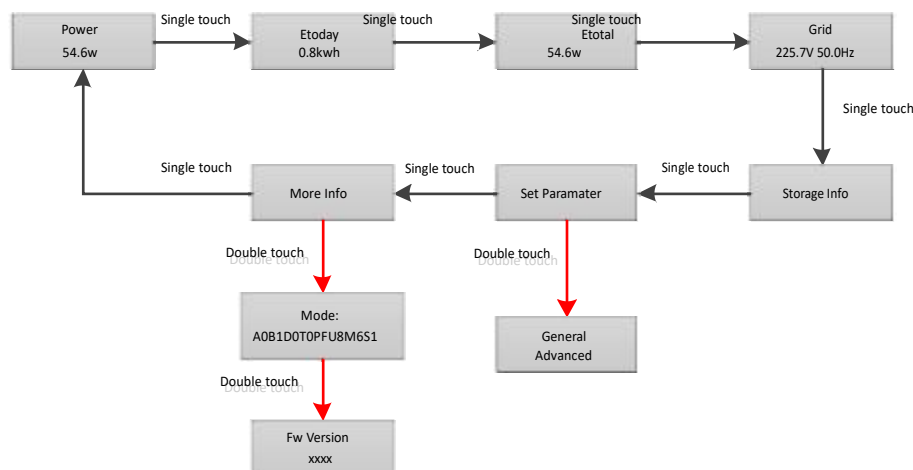 Single touch
Single touch
Single touch
Power
54.6w
Etoday
0.8kwh
Etotal
54.6w
Grid
225.7V 50.0Hz
Single touch
Single touch
Single touch
Single touch
More Info
Set Paramater
Storage Info
Double touch
Double touch
Double touch
Double touch
Mode:
A0B1D0T0PFU8M6S1
General
Advanced
Double touch
Double touch
Fw Version
xxxx